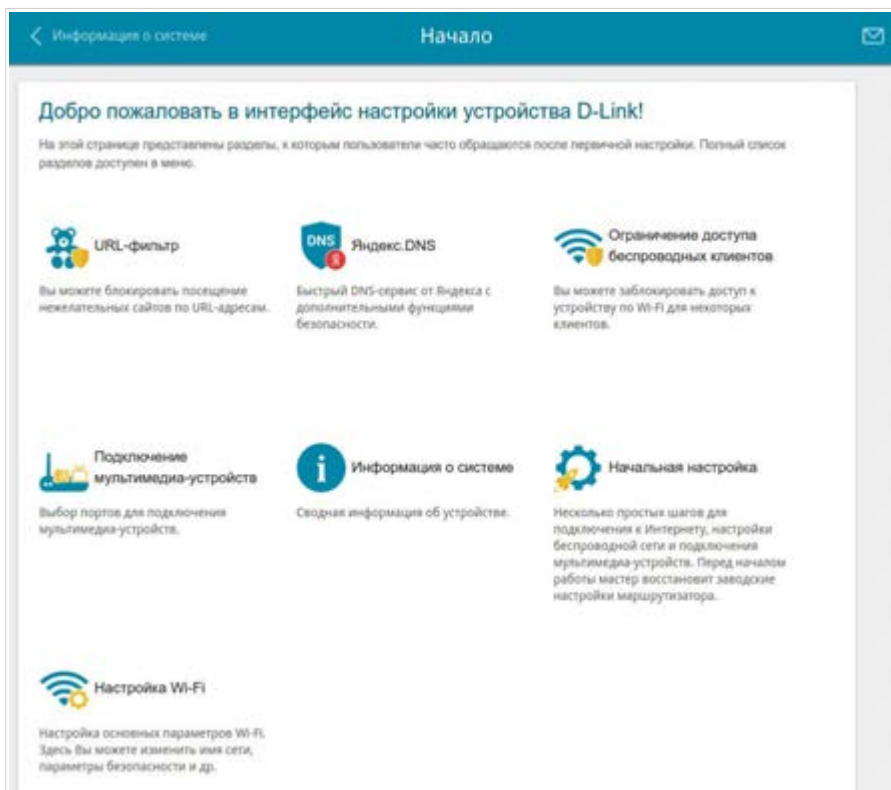 Информация о системе
Начало
Добро пожаловать в интерфейс настройки устройства D-Link!
На этой странице представлены разделы, к которым пользователи часто обращаются после первичной настройки. Полный список
разделов доступен в меню.
URL-фильтр
Вы можете блокировать посещение
нежелательных сайтов по URL-адресам.
DNS
Я
Яндекс.DNS
Быстрый DNS-сервис от Яндекса с
дополнительными функциями
безопасности.
Ограничение доступа
беспроводных клиентов
Вы можете заблокировать доступ к
устройству по Wi-Fi для некоторых
клиентов.
Подключение
мультимедиа-устройств
Выбор портов для подключения
мультимедиа-устройств.
i
Информация о системе
Сводная информация об устройстве.
Начальная настройка
Несколько простых шагов для
подключения к Интернету, настройки
беспроводной сети и подключения
мультимедиа-устройств. Перед началом
работы мастер восстановит заводские
настройки маршрутизатора.
Настройка Wi-Fi
Настройка основных параметров Wi-Fi.
Здесь Вы можете изменить имя сети,
параметры безопасности и др.